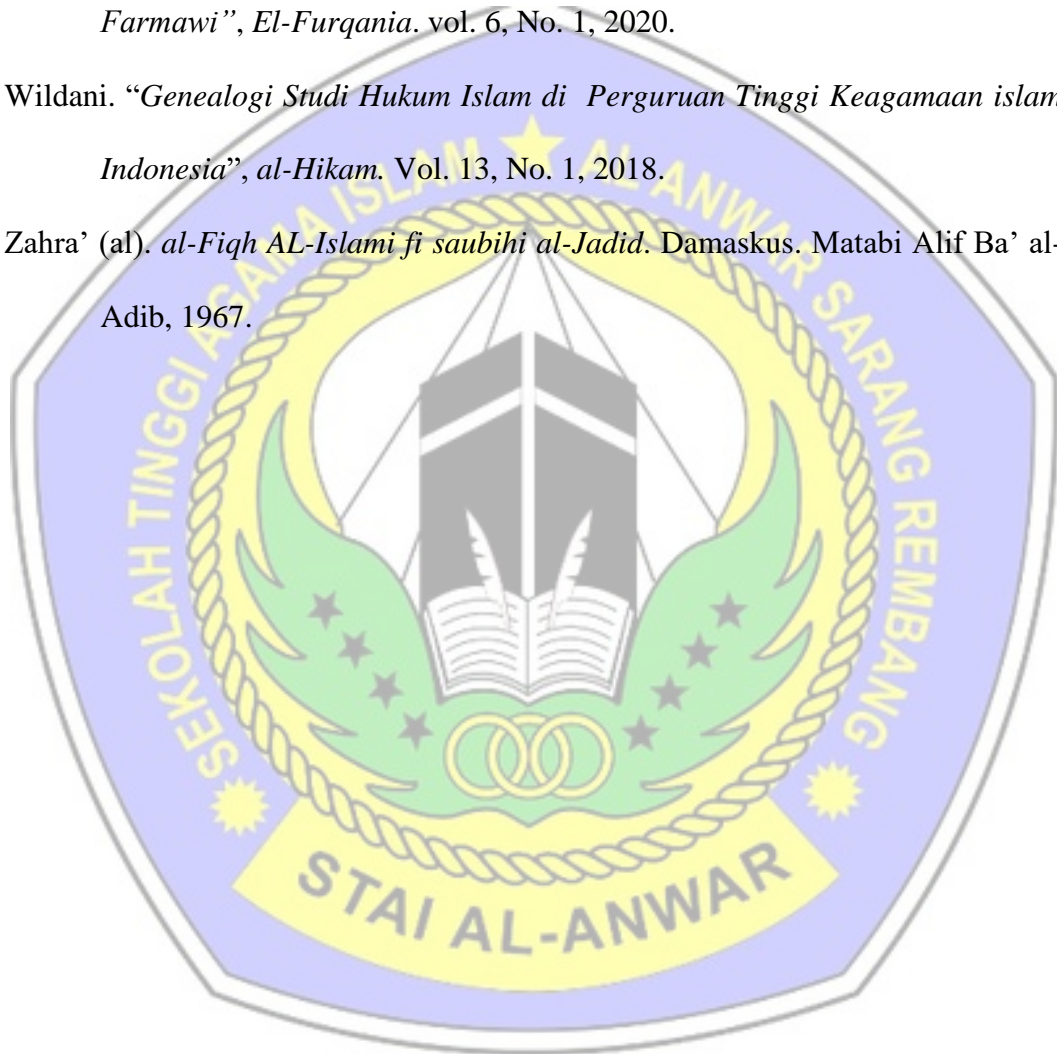 Farmawi”, El-Furqania. vol. 6, No. 1, 2020.
Wildani. “Genealogi Studi Hukum Islam di Perguruan Tinggi Keagamaan islam
Indonesia”, al-Hikam. Vol. 13, No. 1, 2018.
Zahra’ (al). al-Fiqh AL-Islami fi saubihi al-Jadid. Damaskus. Matabi Alif Ba’ al-
Adib, 1967.
SEKOLAH TINGGI AGAMA ISLAM AL ANWAR SARANG REMBANG
STAI AL-ANWAR